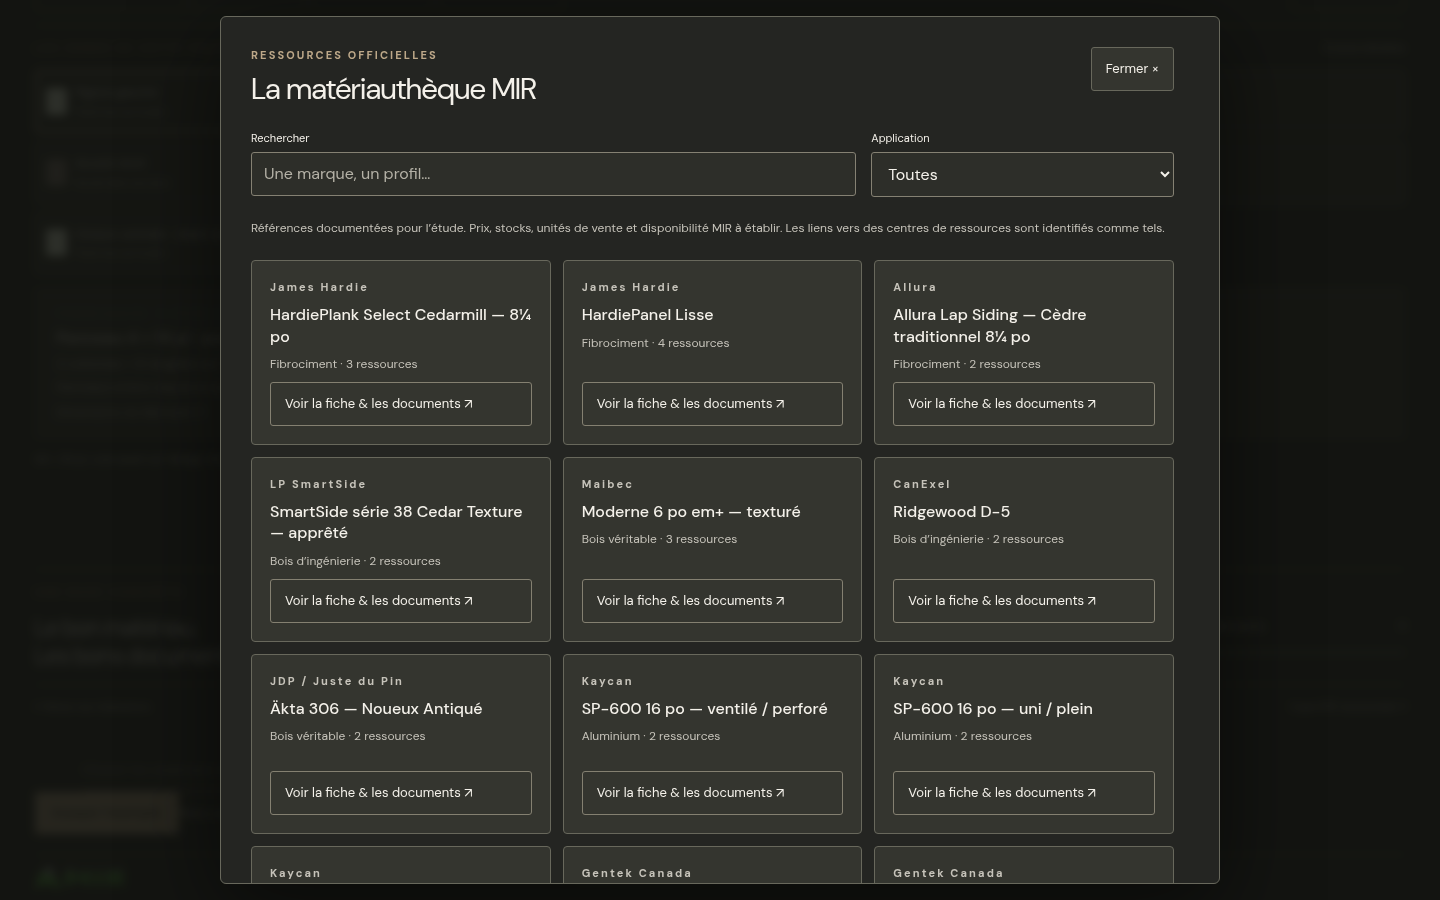 RESSOURCES OFFICIELLES
La matériauthèque MIR
Fermer ×
Rechercher
Application
Une marque, un profil…
Toutes
Références documentées pour l’étude. Prix, stocks, unités de vente et disponibilité MIR à établir. Les liens vers des centres de ressources sont identifiés comme tels.
James Hardie
HardiePlank Select Cedarmill — 8¼
po
Fibrociment · 3 ressources
Voir la fiche & les documents ↗
James Hardie
HardiePanel Lisse
Fibrociment · 4 ressources
Voir la fiche & les documents ↗
Allura
Allura Lap Siding — Cèdre
traditionnel 8¼ po
Fibrociment · 2 ressources
Voir la fiche & les documents ↗
LP SmartSide
SmartSide série 38 Cedar Texture
— apprêté
Bois d’ingénierie · 2 ressources
Voir la fiche & les documents ↗
Maibec
Moderne 6 po em+ — texturé
Bois véritable · 3 ressources
Voir la fiche & les documents ↗
CanExel
Ridgewood D-5
Bois d’ingénierie · 2 ressources
Voir la fiche & les documents ↗
JDP / Juste du Pin
Äkta 306 — Noueux Antiqué
Bois véritable · 2 ressources
Voir la fiche & les documents ↗
Kaycan
SP-600 16 po — ventilé / perforé
Aluminium · 2 ressources
Voir la fiche & les documents ↗
Kaycan
SP-600 16 po — uni / plein
Aluminium · 2 ressources
Voir la fiche & les documents ↗
Kaycan
Gentek Canada
Gentek Canada